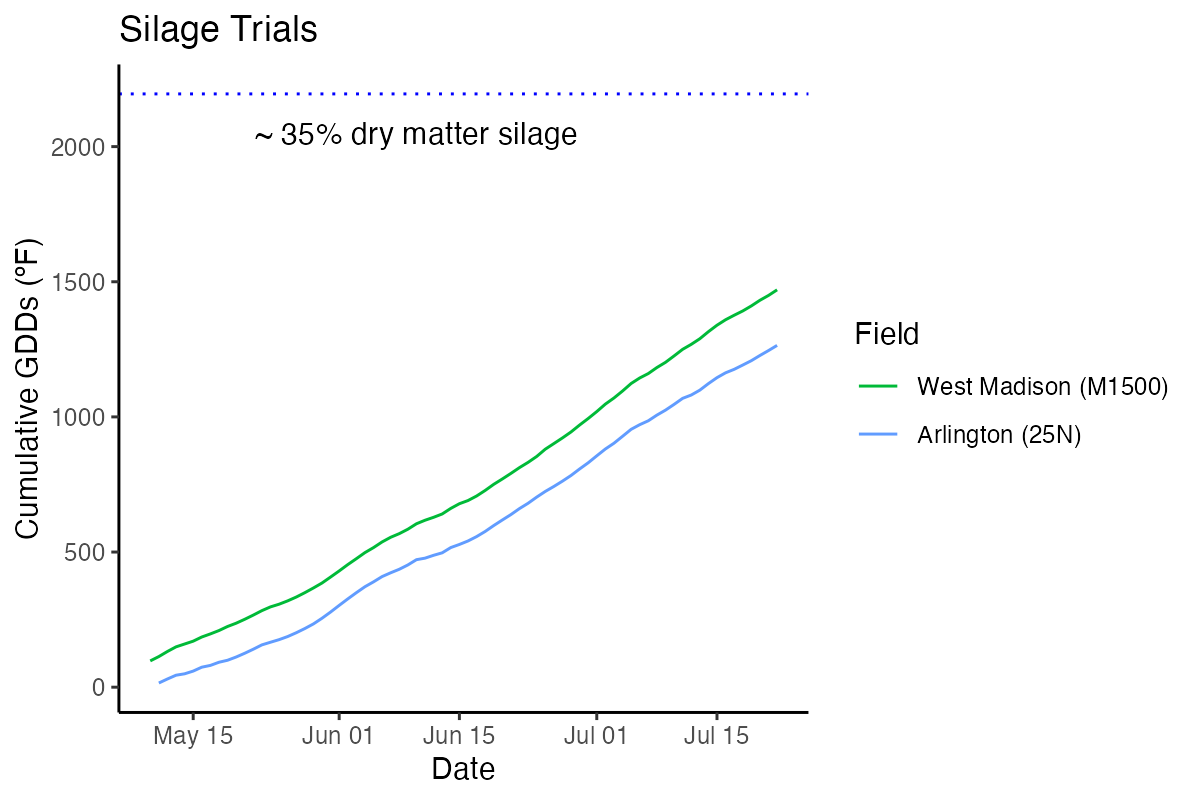 Silage Trials
~ 35% dry matter silage
2000
1500
1000
500
0
Cumulative GDDs (°F)
May 15
Jun 01
Jun 15
Jul 01
Jul 15
Date
Field
West Madison (M1500)
Arlington (25N)